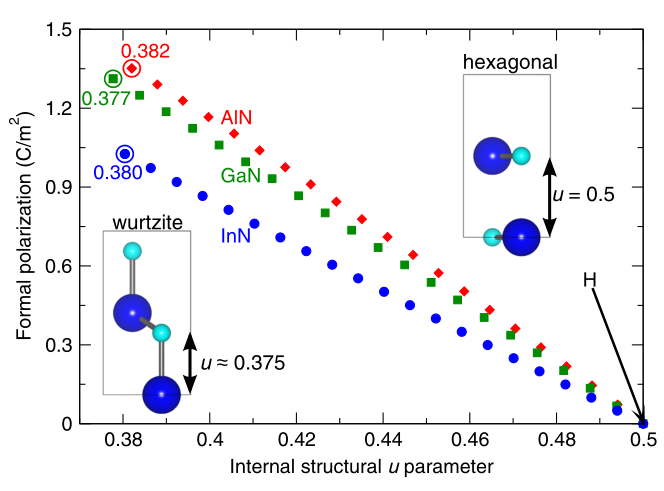 1.5
1.2
0.9
0.6
0.3
0
Formal polarization (C/m²)
0.382
0.377
0.380
AlN
GaN
InN
wurtzite
u ≈ 0.375
hexagonal
u = 0.5
H
0.38
0.4
0.42
0.44
0.46
0.48
0.5
Internal structural u parameter